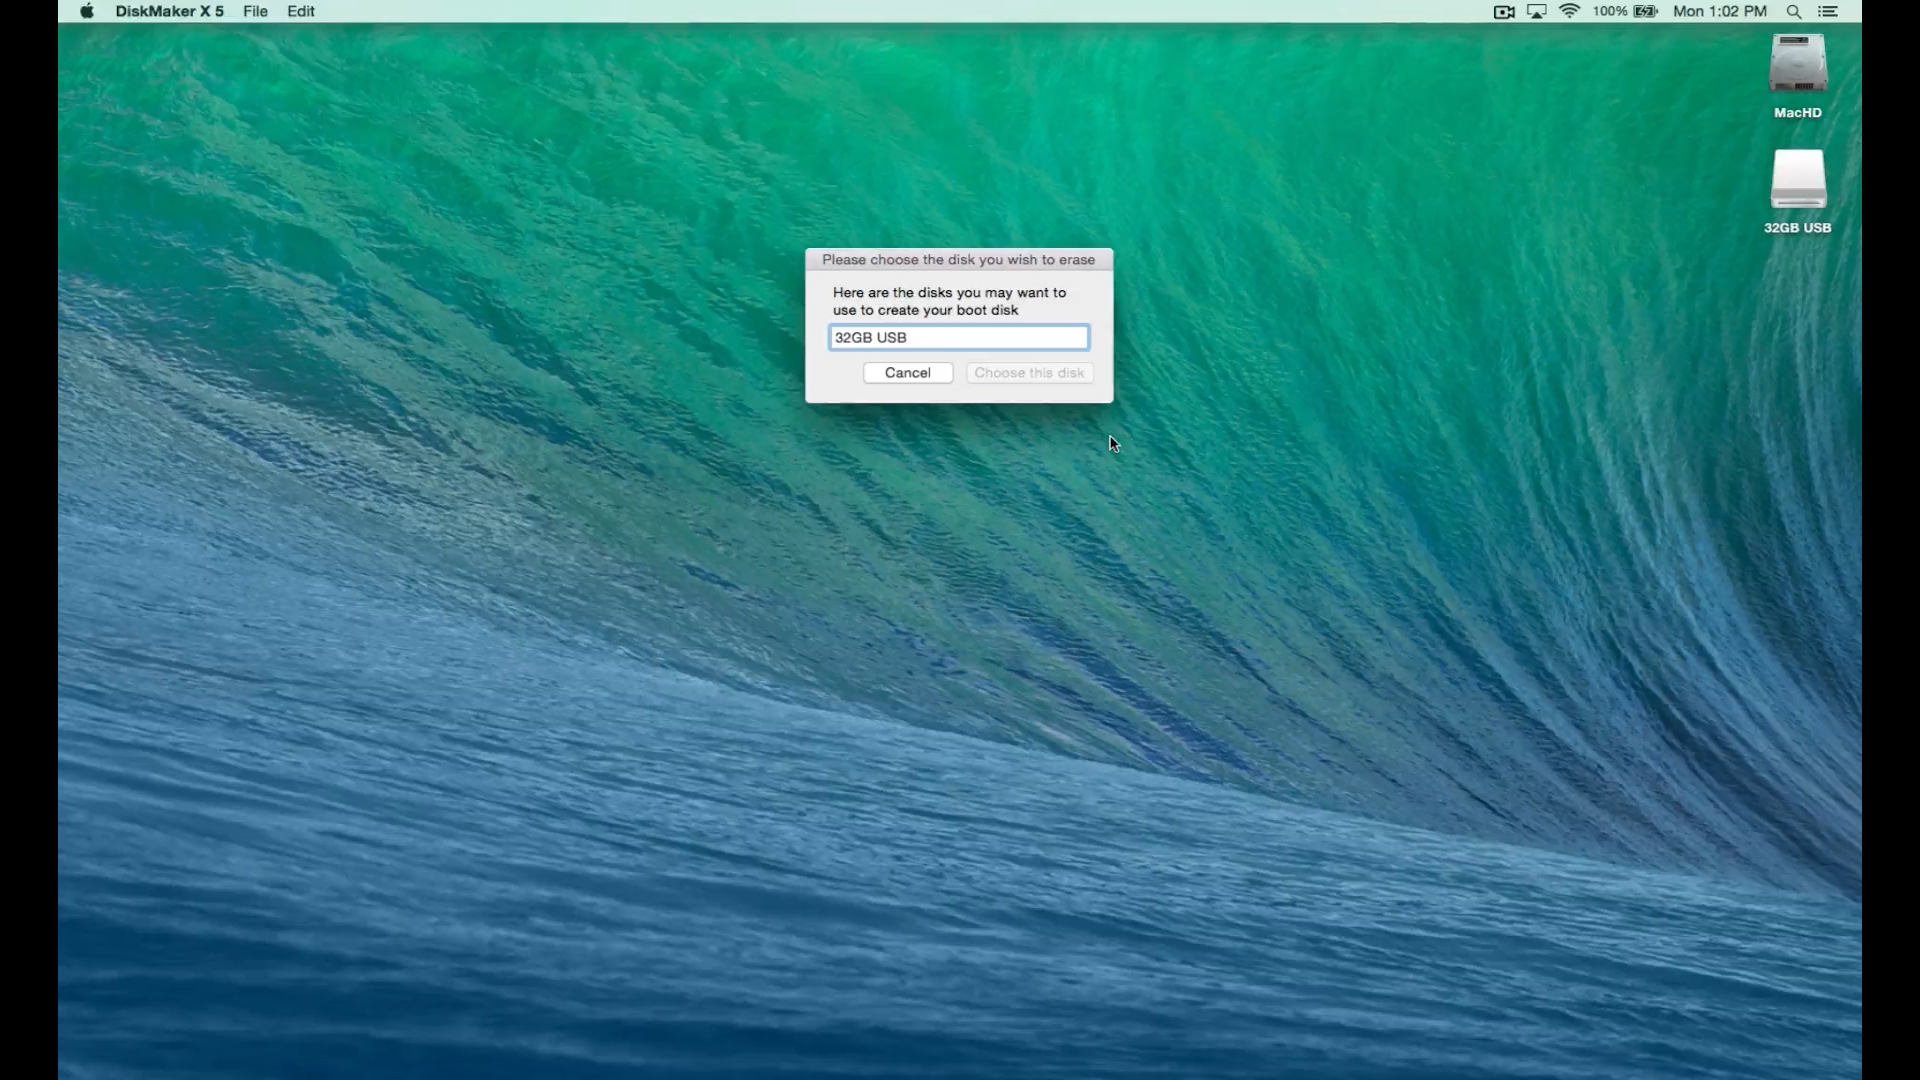 DiskMaker X 5 File Edit 100% Mon 1:02 PM
MacHD
32GB USB
Please choose the disk you wish to erase
Here are the disks you may want to
use to create your boot disk
32GB USB
Cancel Choose this disk